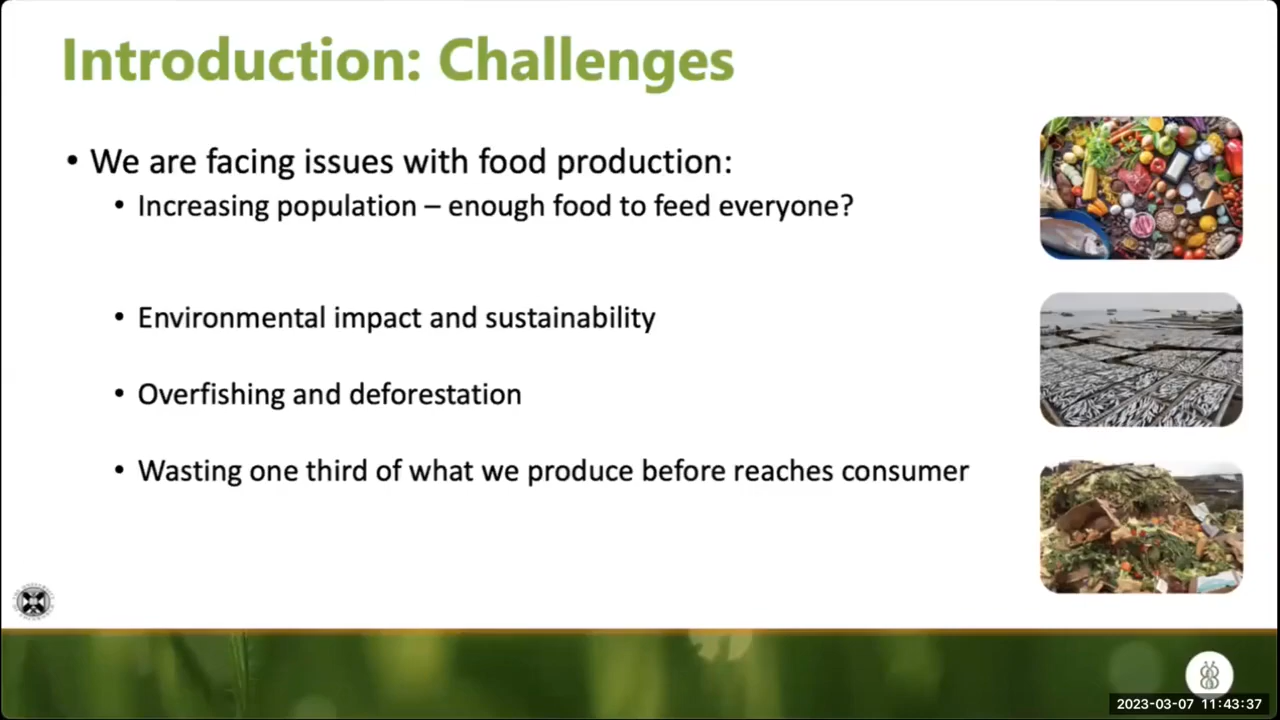 Introduction: Challenges
• We are facing issues with food production:
• Increasing population – enough food to feed everyone?
• Environmental impact and sustainability
• Overfishing and deforestation
• Wasting one third of what we produce before reaches consumer
2023-03-07 11:43:37